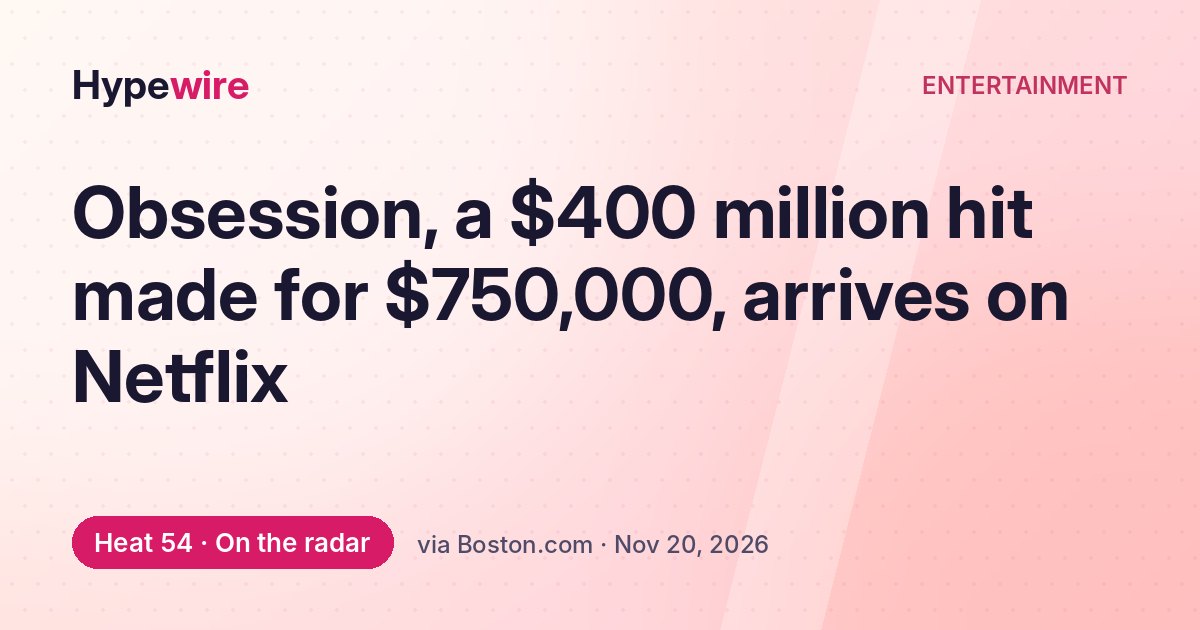 Hypewire
ENTERTAINMENT
Obsession, a $400 million hit
made for $750,000, arrives on
Netflix
Heat 54 · On the radar
via Boston.com · Nov 20, 2026